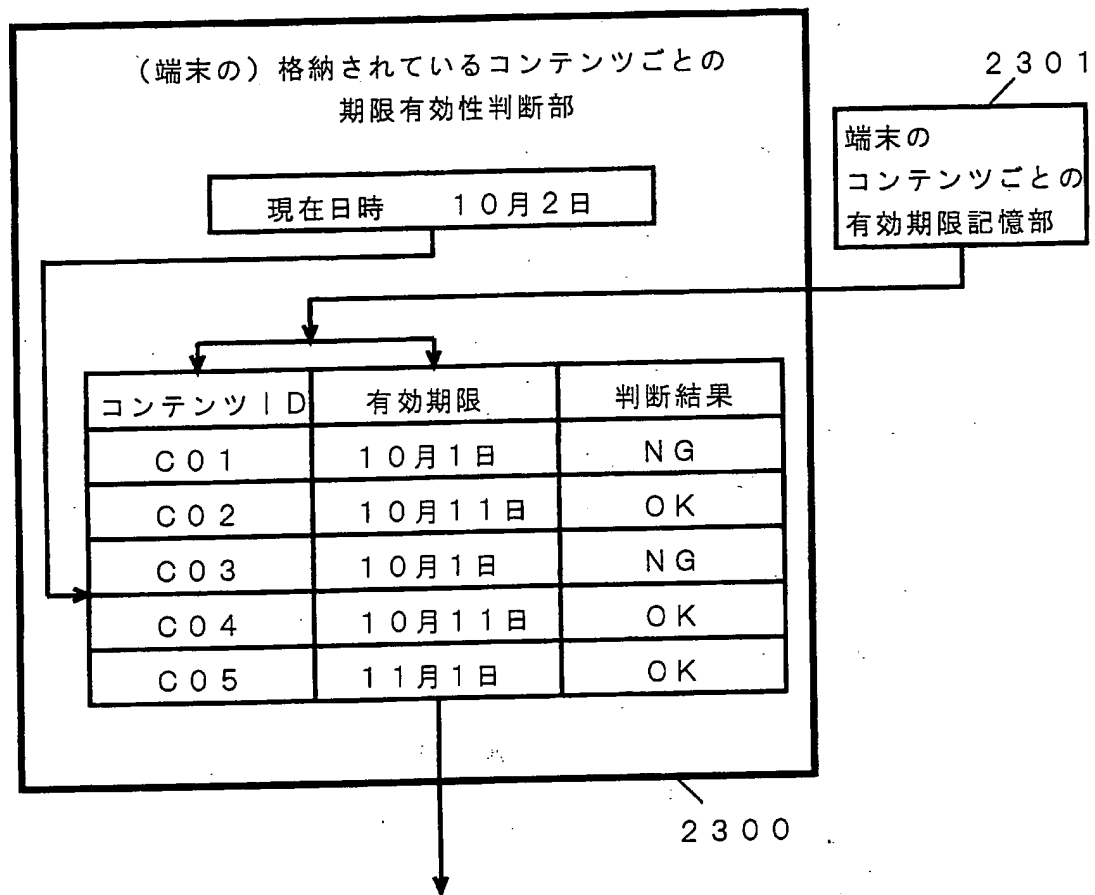 （端末の）格納されているコンテンツごとの
期限有効性判断部
2301
端末の
コンテンツごとの
有効期限記憶部
現在日時　10月2日
コンテンツID　有効期限　判断結果
C01　10月1日　NG
C02　10月11日　OK
C03　10月1日　NG
C04　10月11日　OK
C05　11月1日　OK
2300